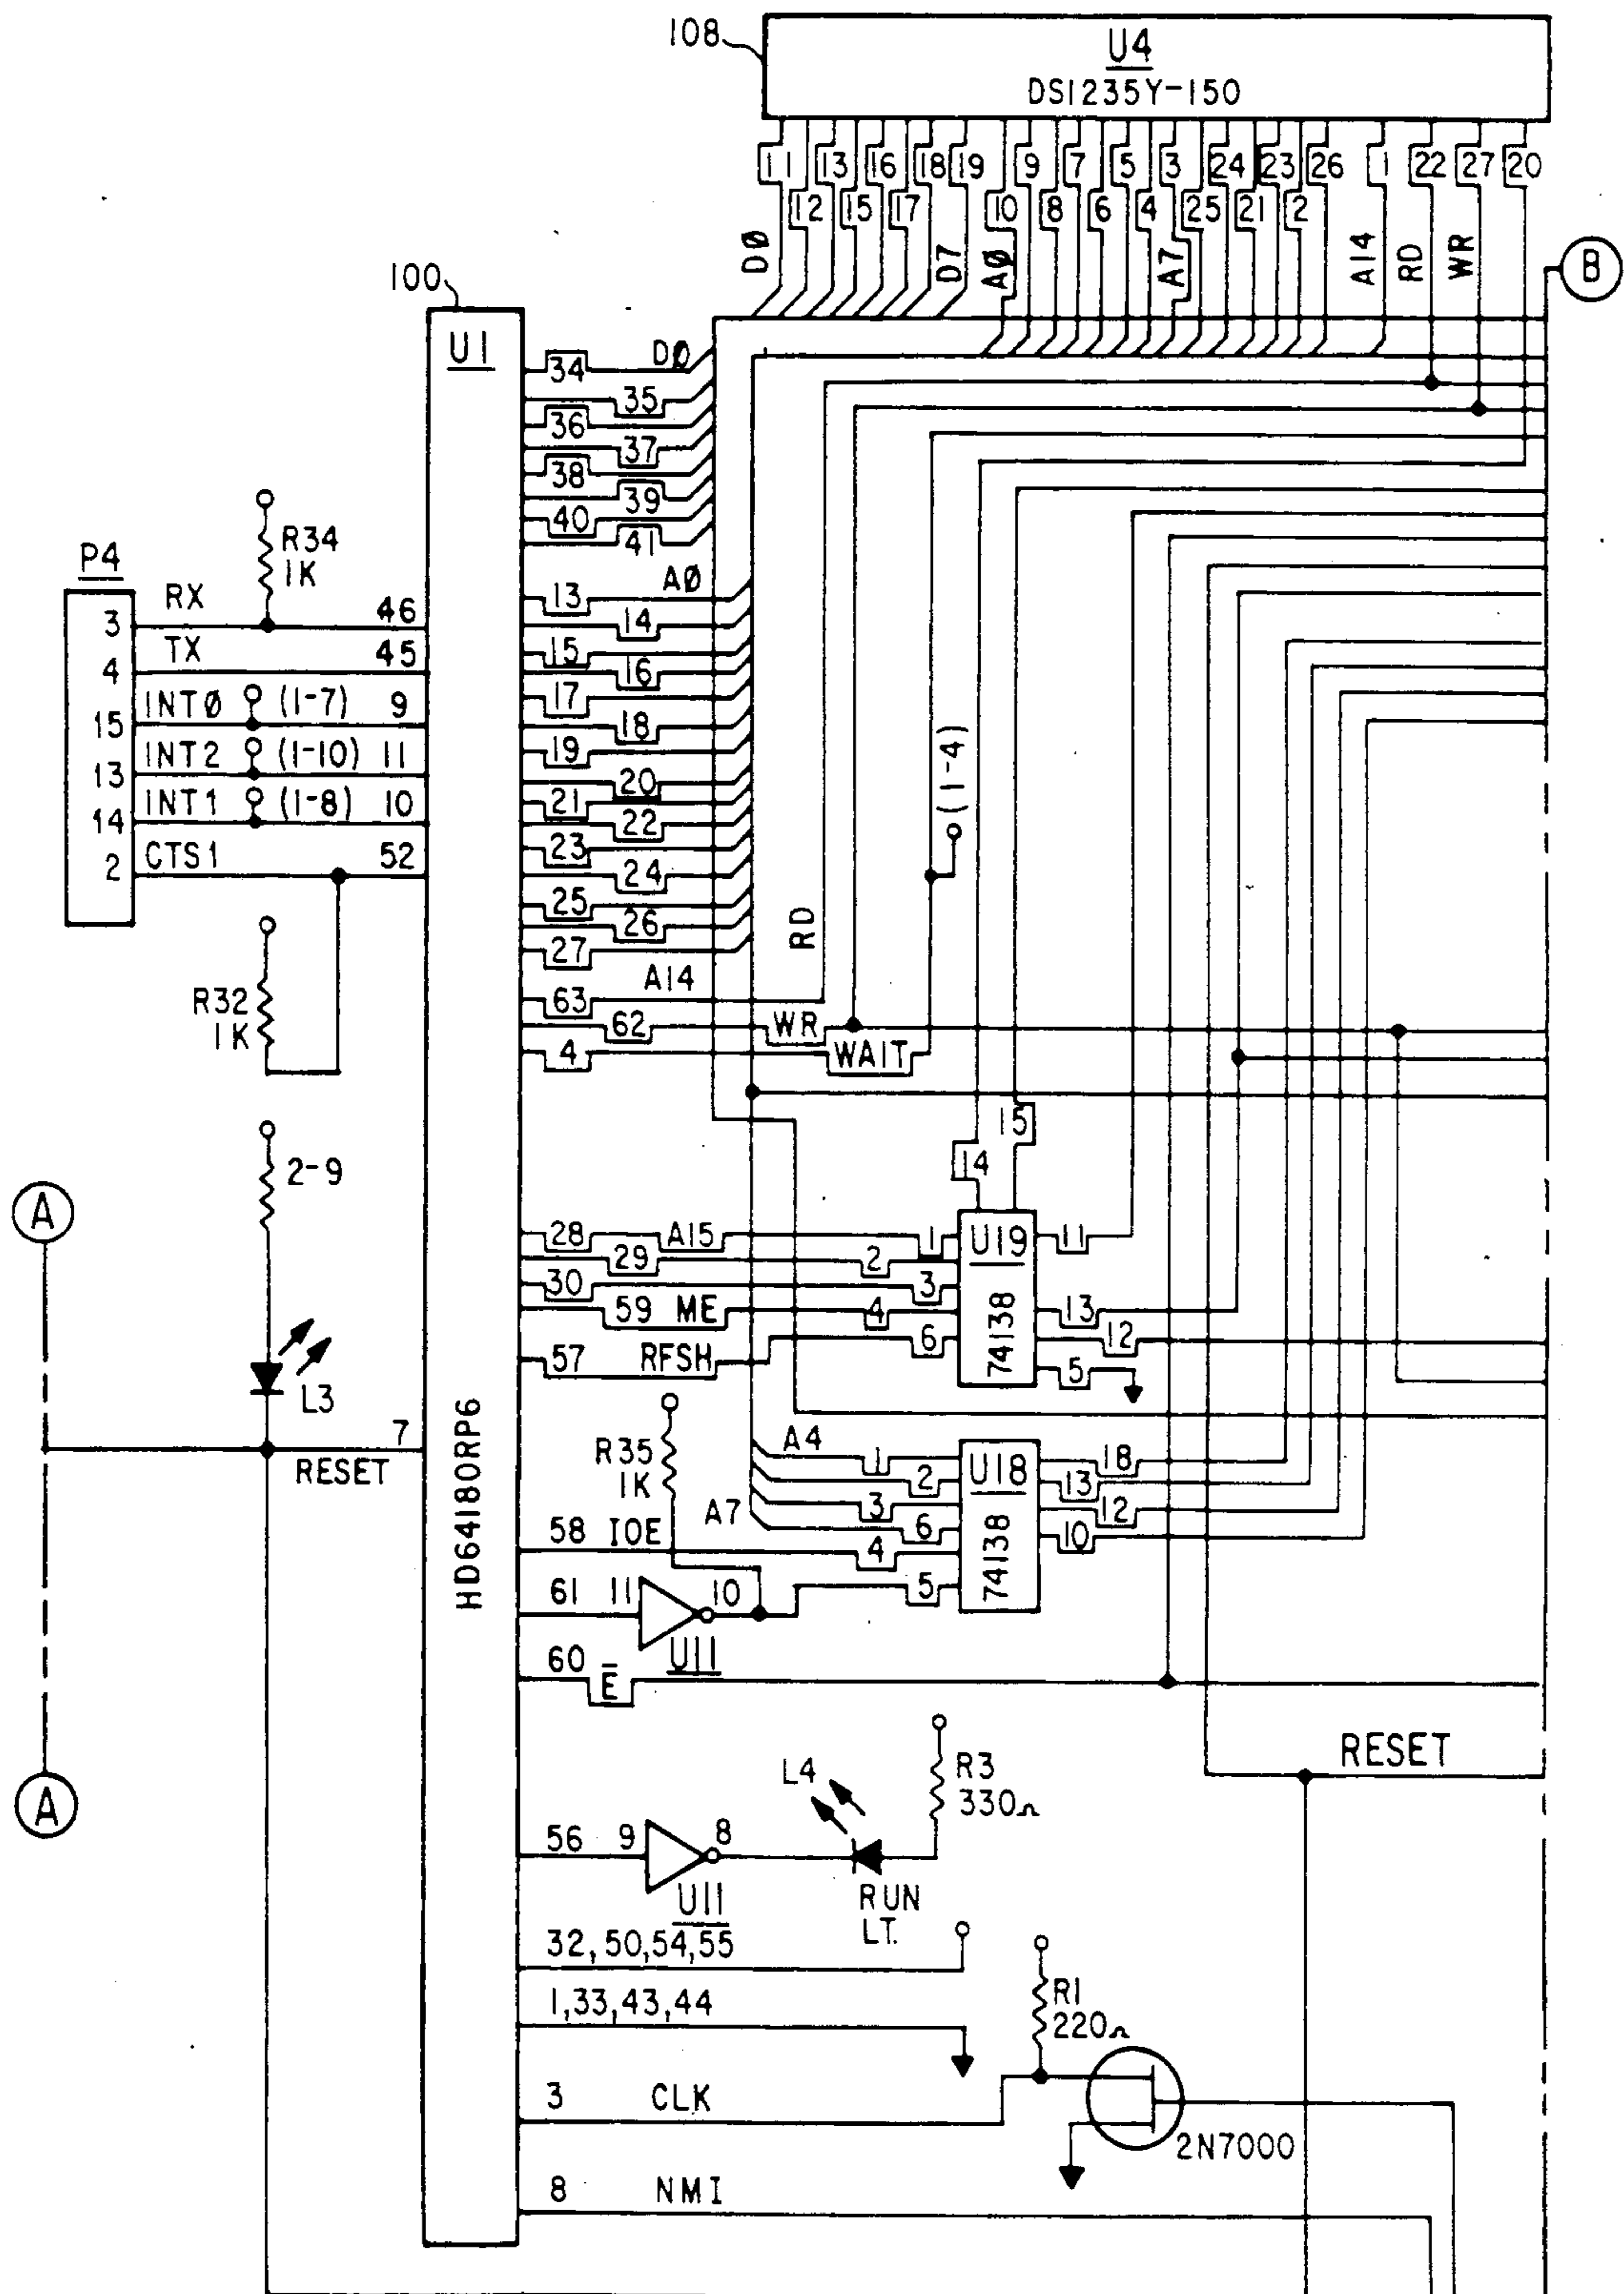 108
U4
DS1235Y-150
11 13 16 18 19 9 7 5 3 24 23 26 1 22 27 20
12 15 17 10 8 6 4 25 21 2
DØ D7 AØ A7 A14 RD WR
B
100
U1
34 DØ
35
36
37
38
39
40
41
R34
1K
P4
3 RX 46
4 TX 45
15 INTØ (1-7) 9
13 INT2 (1-10) 11
14 INT1 (1-8) 10
2 CTS1 52
13 AØ
14
15
16
17
18
19
20
21
22
23
24
25
26
27
A14
(1-4)
RD
R32
1K
63
62 WR
4 WAIT
15
14
2-9
A
28 A15 1 U19 11
29 2
30 3
59 ME 4 74138 13
12
57 RFSH 6 5
L3
7
RESET
HD64180RP6
R35
1K
A4 1 U18 18
2 13
3 12
A7 6 74138 10
58 IOE 4
61 11 10 5
U11
60 E̅
RESET
A
L4
R3
330Ω
56 9 8
U11
RUN
LT.
32,50,54,55
1,33,43,44
R1
220Ω
3 CLK
2N7000
8 NMI